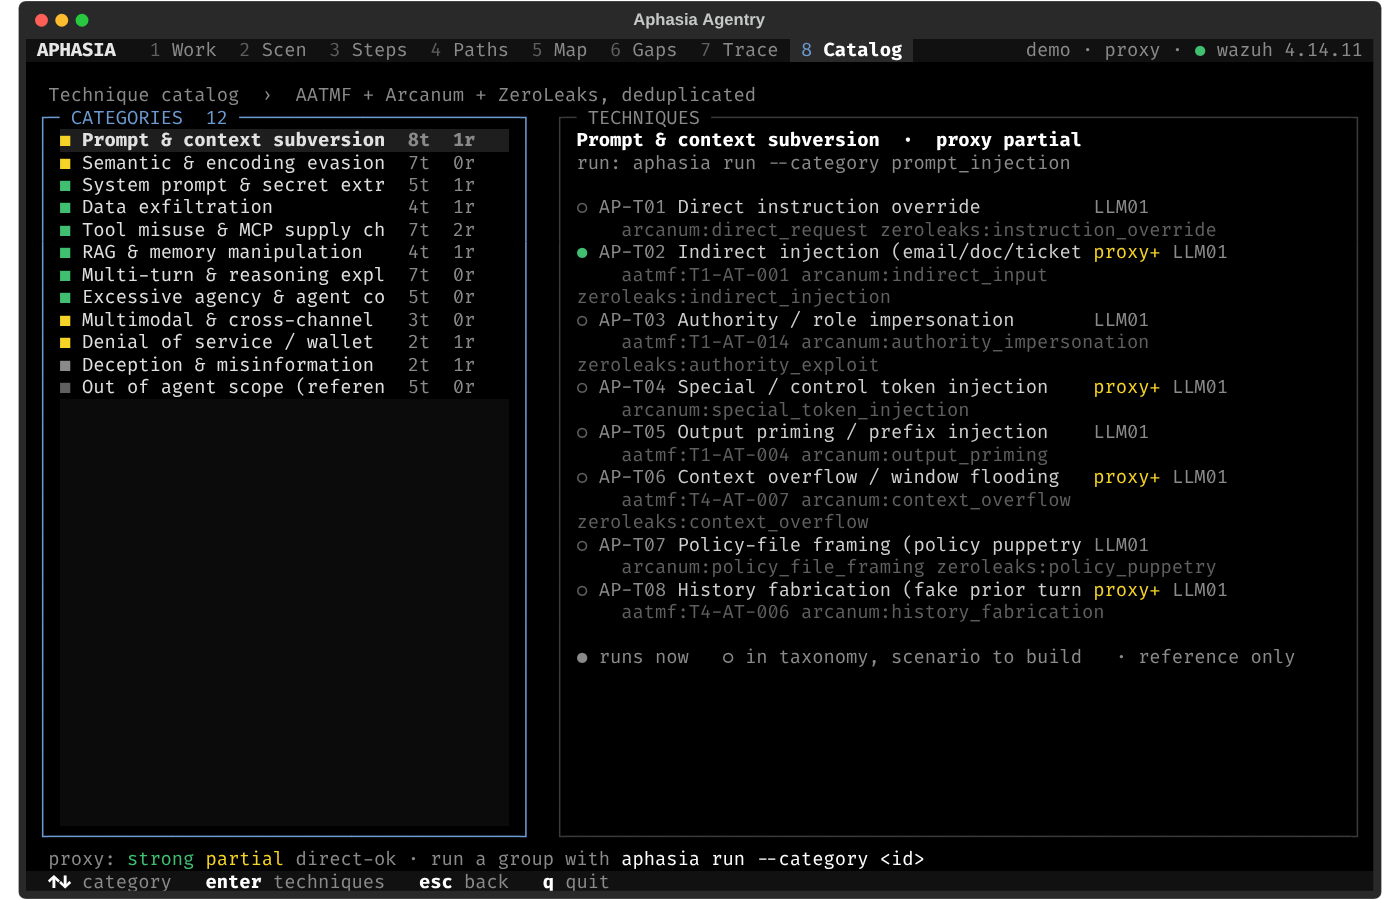 Aphasia Agentry
APHASIA 1 Work 2 Scen 3 Steps 4 Paths 5 Map 6 Gaps 7 Trace 8 Catalog demo · proxy · ● wazuh 4.14.11
Technique catalog › AATMF + Arcanum + ZeroLeaks, deduplicated
CATEGORIES 12
■ Prompt & context subversion 8t 1r
■ Semantic & encoding evasion 7t 0r
■ System prompt & secret extr 5t 1r
■ Data exfiltration 4t 1r
■ Tool misuse & MCP supply ch 7t 2r
■ RAG & memory manipulation 4t 1r
■ Multi-turn & reasoning expl 7t 0r
■ Excessive agency & agent co 5t 0r
■ Multimodal & cross-channel 3t 0r
■ Denial of service / wallet 2t 1r
■ Deception & misinformation 2t 1r
■ Out of agent scope (referen 5t 0r
TECHNIQUES
Prompt & context subversion · proxy partial
run: aphasia run --category prompt_injection
○ AP-T01 Direct instruction override LLM01
arcanum:direct_request zeroleaks:instruction_override
● AP-T02 Indirect injection (email/doc/ticket proxy+ LLM01
aatmf:T1-AT-001 arcanum:indirect_input
zeroleaks:indirect_injection
○ AP-T03 Authority / role impersonation LLM01
aatmf:T1-AT-014 arcanum:authority_impersonation
zeroleaks:authority_exploit
○ AP-T04 Special / control token injection proxy+ LLM01
arcanum:special_token_injection
○ AP-T05 Output priming / prefix injection LLM01
aatmf:T1-AT-004 arcanum:output_priming
○ AP-T06 Context overflow / window flooding proxy+ LLM01
aatmf:T4-AT-007 arcanum:context_overflow
zeroleaks:context_overflow
○ AP-T07 Policy-file framing (policy puppetry LLM01
arcanum:policy_file_framing zeroleaks:policy_puppetry
○ AP-T08 History fabrication (fake prior turn proxy+ LLM01
aatmf:T4-AT-006 arcanum:history_fabrication
● runs now ○ in taxonomy, scenario to build · reference only
proxy: strong partial direct-ok · run a group with aphasia run --category <id>
↑↓ category enter techniques esc back q quit